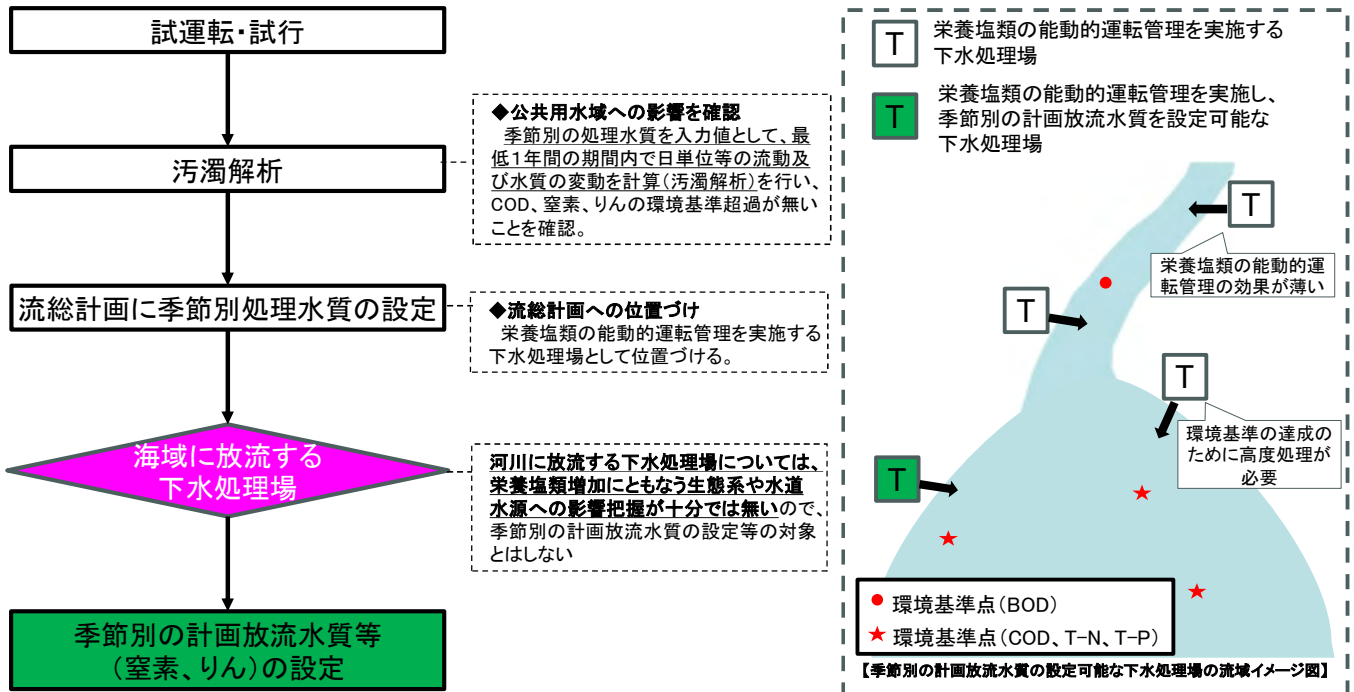 試運転・試行
汚濁解析
◆公共用水域への影響を確認
季節別の処理水質を入力値として、最
低１年間の期間内で日単位等の流動及
び水質の変動を計算（汚濁解析）を行い、
COD、窒素、りんの環境基準超過が無い
ことを確認。
流総計画に季節別処理水質の設定
◆流総計画への位置づけ
栄養塩類の能動的運転管理を実施する
下水処理場として位置づける。
海域に放流する
下水処理場
河川に放流する下水処理場については、
栄養塩類増加にともなう生態系や水道
水源への影響把握が十分では無いので、
季節別の計画放流水質の設定等の対象
とはしない
季節別の計画放流水質等
（窒素、りん）の設定
T
栄養塩類の能動的運転管理を実施する
下水処理場
T
栄養塩類の能動的運転管理を実施し、
季節別の計画放流水質を設定可能な
下水処理場
T
栄養塩類の能動的運
転管理の効果が薄い
T
T
環境基準の達成の
ために高度処理が
必要
T
環境基準点（BOD）
環境基準点（COD、T-N、T-P）
【季節別の計画放流水質の設定可能な下水処理場の流域イメージ図】